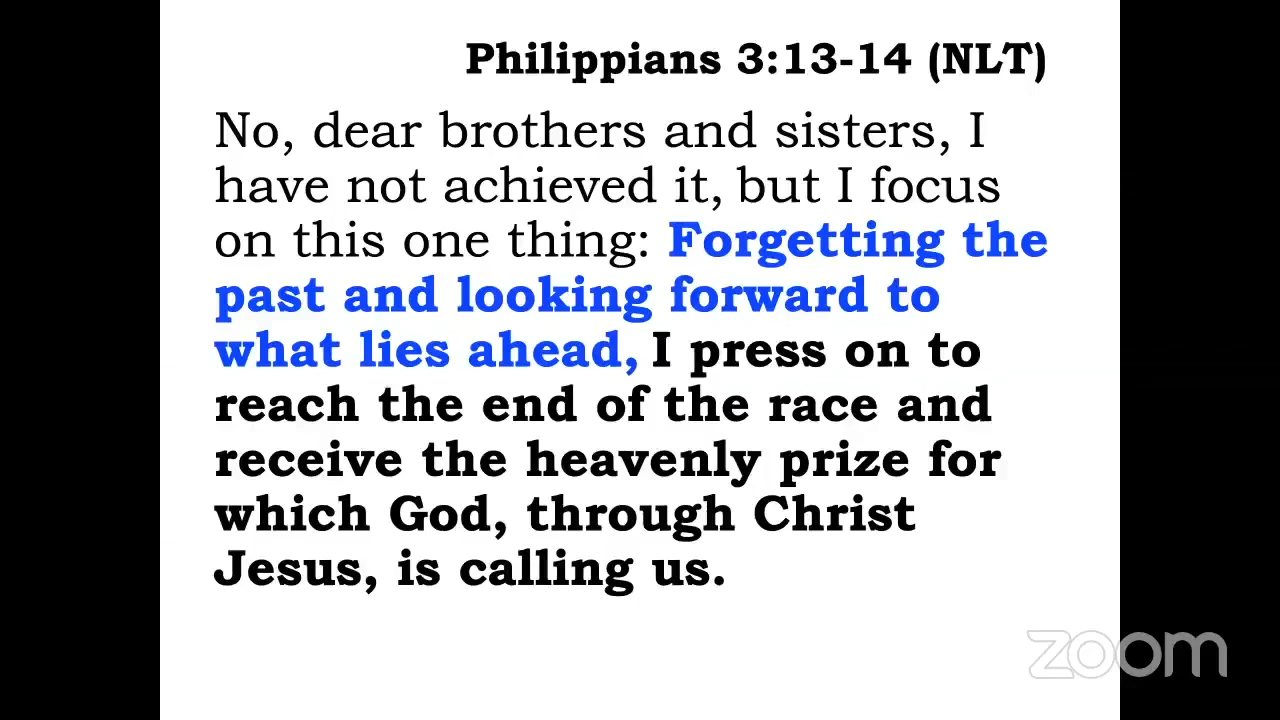 Philippians 3:13-14 (NLT)
No, dear brothers and sisters, I
have not achieved it, but I focus
on this one thing: Forgetting the
past and looking forward to
what lies ahead, I press on to
reach the end of the race and
receive the heavenly prize for
which God, through Christ
Jesus, is calling us.
zoom